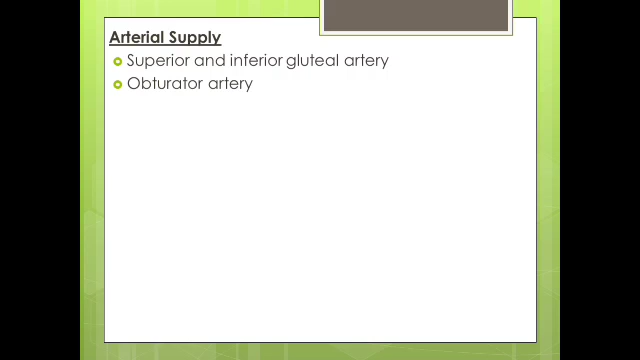 Arterial Supply
Superior and inferior gluteal artery
Obturator artery